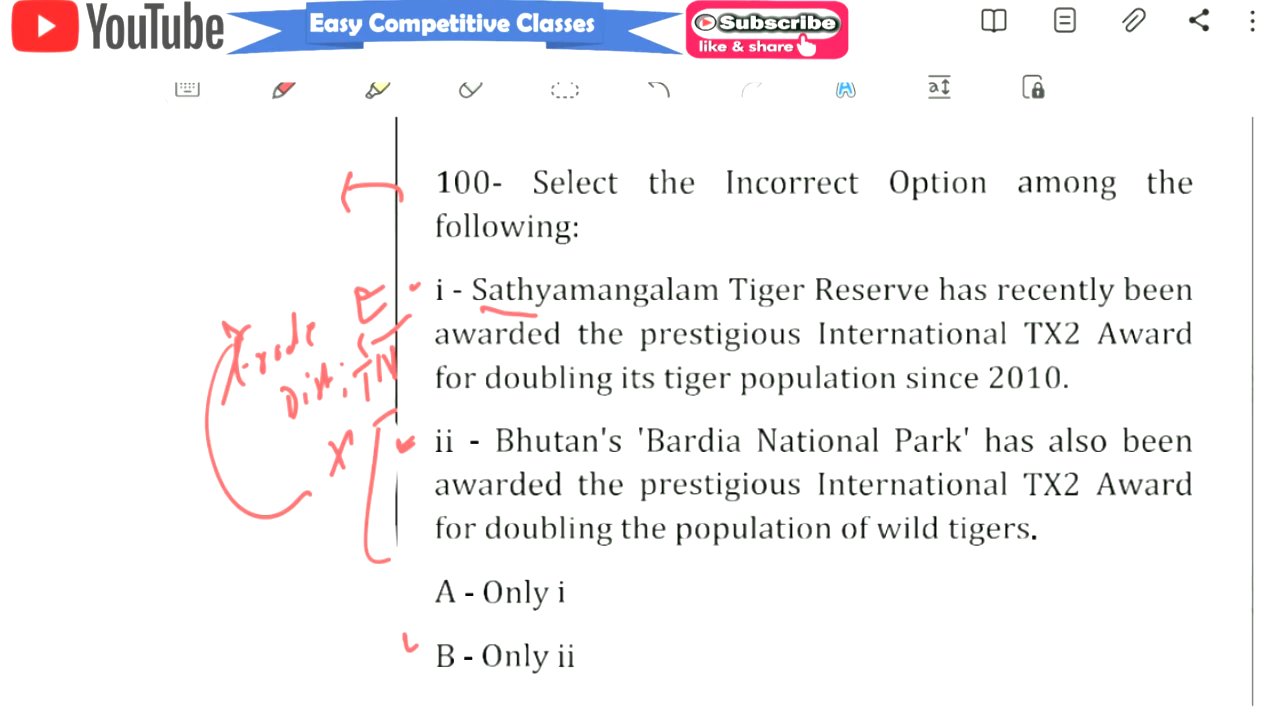 YouTube
Easy Competitive Classes
Subscribe
like & share
100- Select the Incorrect Option among the
following:
i - Sathyamangalam Tiger Reserve has recently been
awarded the prestigious International TX2 Award
for doubling its tiger population since 2010.
ii - Bhutan's 'Bardia National Park' has also been
awarded the prestigious International TX2 Award
for doubling the population of wild tigers.
A - Only i
B - Only ii